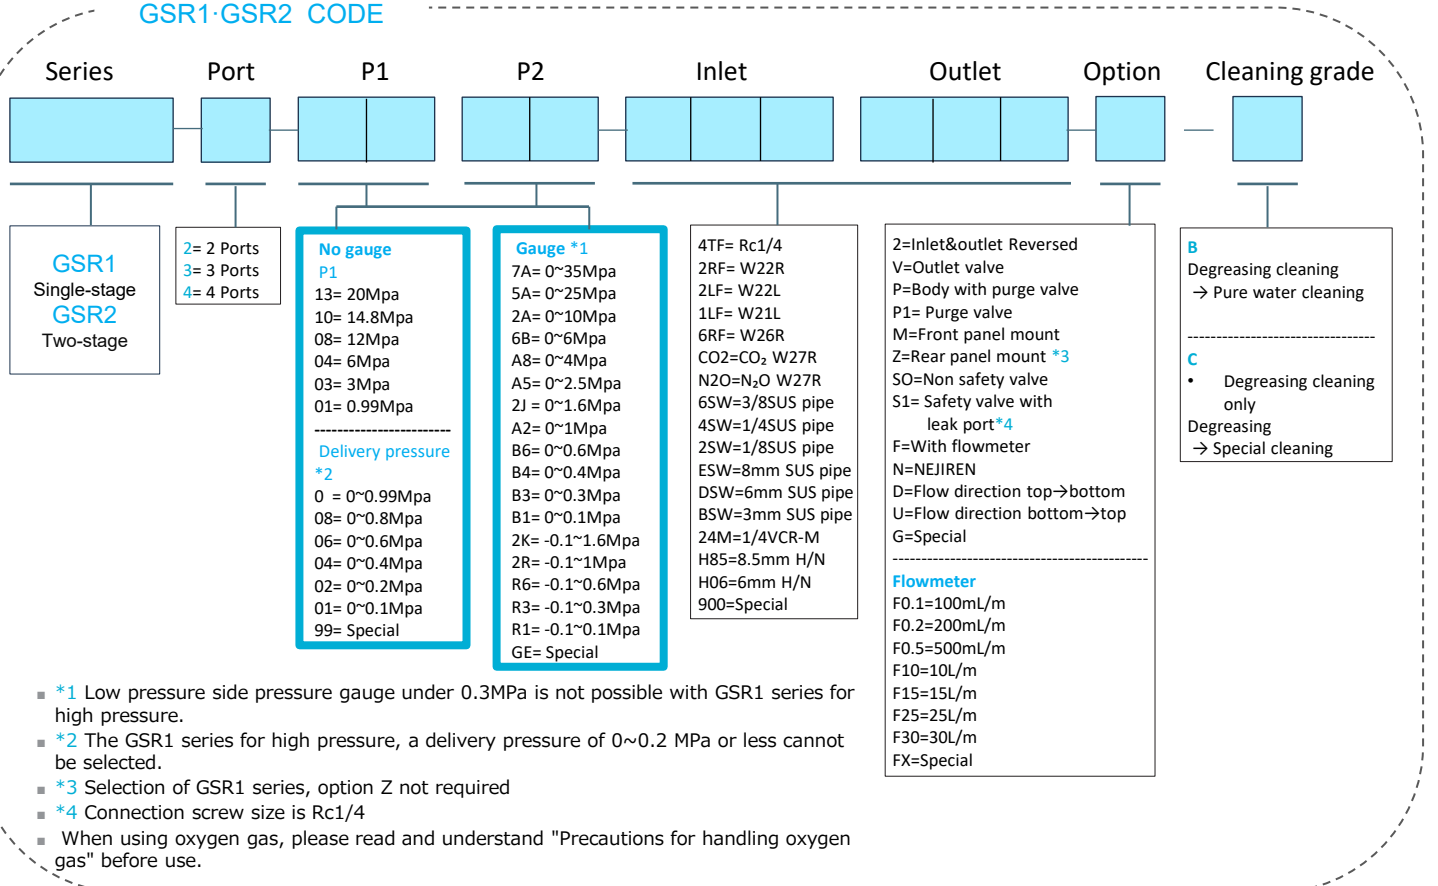 GSR1·GSR2 CODE
Series Port P1 P2 Inlet Outlet Option Cleaning grade
GSR1
Single-stage
GSR2
Two-stage
2= 2 Ports
3= 3 Ports
4= 4 Ports
No gauge
P1
13= 20Mpa
10= 14.8Mpa
08= 12Mpa
04= 6Mpa
03= 3Mpa
01= 0.99Mpa
-----------------------
Delivery pressure
*2
0 = 0~0.99Mpa
08= 0~0.8Mpa
06= 0~0.6Mpa
04= 0~0.4Mpa
02= 0~0.2Mpa
01= 0~0.1Mpa
99= Special
Gauge *1
7A= 0~35Mpa
5A= 0~25Mpa
2A= 0~10Mpa
6B= 0~6Mpa
A8= 0~4Mpa
A5= 0~2.5Mpa
2J = 0~1.6Mpa
A2= 0~1Mpa
B6= 0~0.6Mpa
B4= 0~0.4Mpa
B3= 0~0.3Mpa
B1= 0~0.1Mpa
2K= -0.1~1.6Mpa
2R= -0.1~1Mpa
R6= -0.1~0.6Mpa
R3= -0.1~0.3Mpa
R1= -0.1~0.1Mpa
GE= Special
4TF= Rc1/4
2RF= W22R
2LF= W22L
1LF= W21L
6RF= W26R
CO2=CO₂ W27R
N2O=N₂O W27R
6SW=3/8SUS pipe
4SW=1/4SUS pipe
2SW=1/8SUS pipe
ESW=8mm SUS pipe
DSW=6mm SUS pipe
BSW=3mm SUS pipe
24M=1/4VCR-M
H85=8.5mm H/N
H06=6mm H/N
900=Special
2=Inlet&outlet Reversed
V=Outlet valve
P=Body with purge valve
P1= Purge valve
M=Front panel mount
Z=Rear panel mount *3
SO=Non safety valve
S1= Safety valve with
leak port*4
F=With flowmeter
N=NEJIREN
D=Flow direction top→bottom
U=Flow direction bottom→top
G=Special
-------------------------------------------
Flowmeter
F0.1=100mL/m
F0.2=200mL/m
F0.5=500mL/m
F10=10L/m
F15=15L/m
F25=25L/m
F30=30L/m
FX=Special
B
Degreasing cleaning
→ Pure water cleaning
--------------------------------
C
• Degreasing cleaning
only
Degreasing
→ Special cleaning
■ *1 Low pressure side pressure gauge under 0.3MPa is not possible with GSR1 series for
high pressure.
■ *2 The GSR1 series for high pressure, a delivery pressure of 0~0.2 MPa or less cannot
be selected.
■ *3 Selection of GSR1 series, option Z not required
■ *4 Connection screw size is Rc1/4
■ When using oxygen gas, please read and understand "Precautions for handling oxygen
gas" before use.